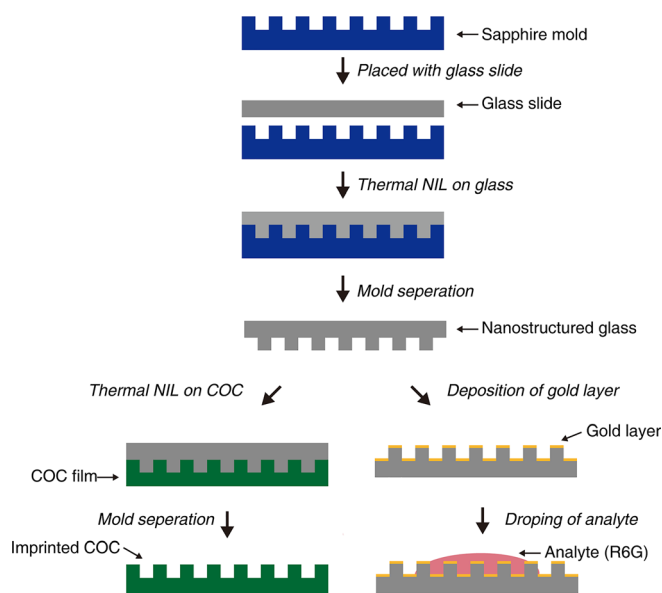 Sapphire mold
Placed with glass slide
Glass slide
Thermal NIL on glass
Mold seperation
Nanostructured glass
Thermal NIL on COC
Deposition of gold layer
Gold layer
COC film
Mold seperation
Droping of analyte
Imprinted COC
Analyte (R6G)